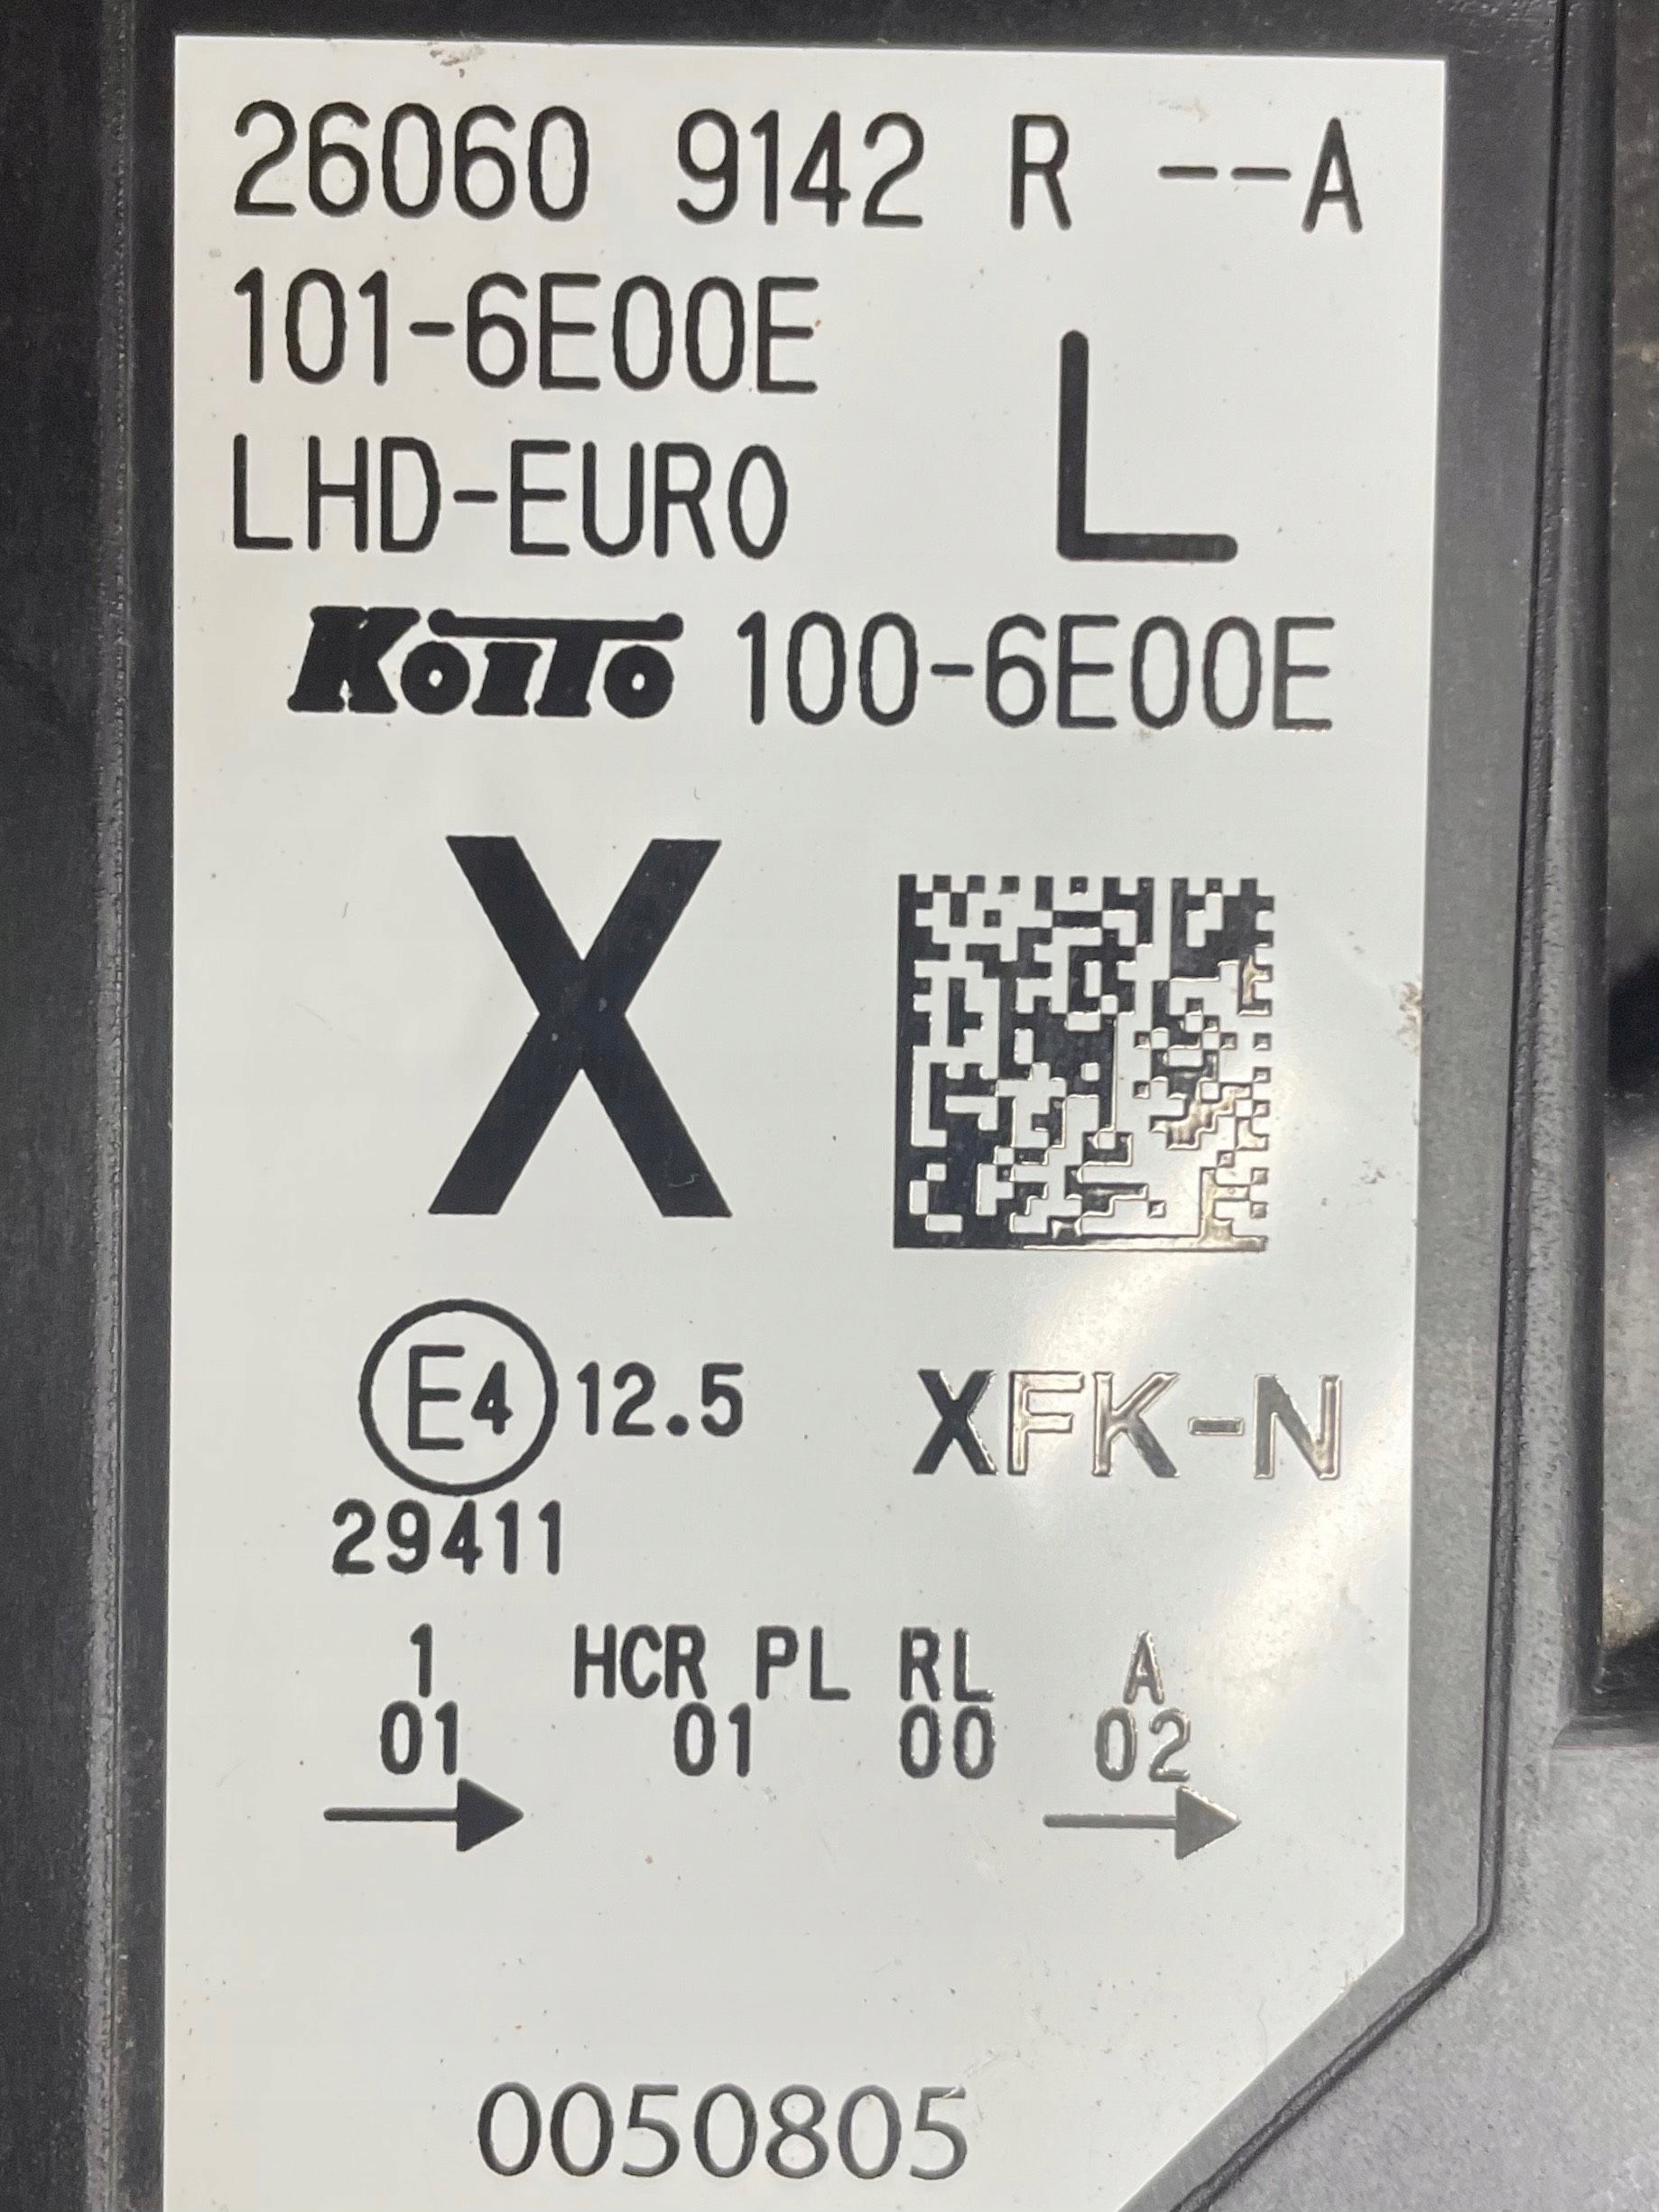 26060 9142 R --A
101-6E00E
LHD-EURO
L
KOITO 100-6E00E
X
E4 12.5 XFK-N
29411
1 HCR PL RL A
01 01 00 02
0050805